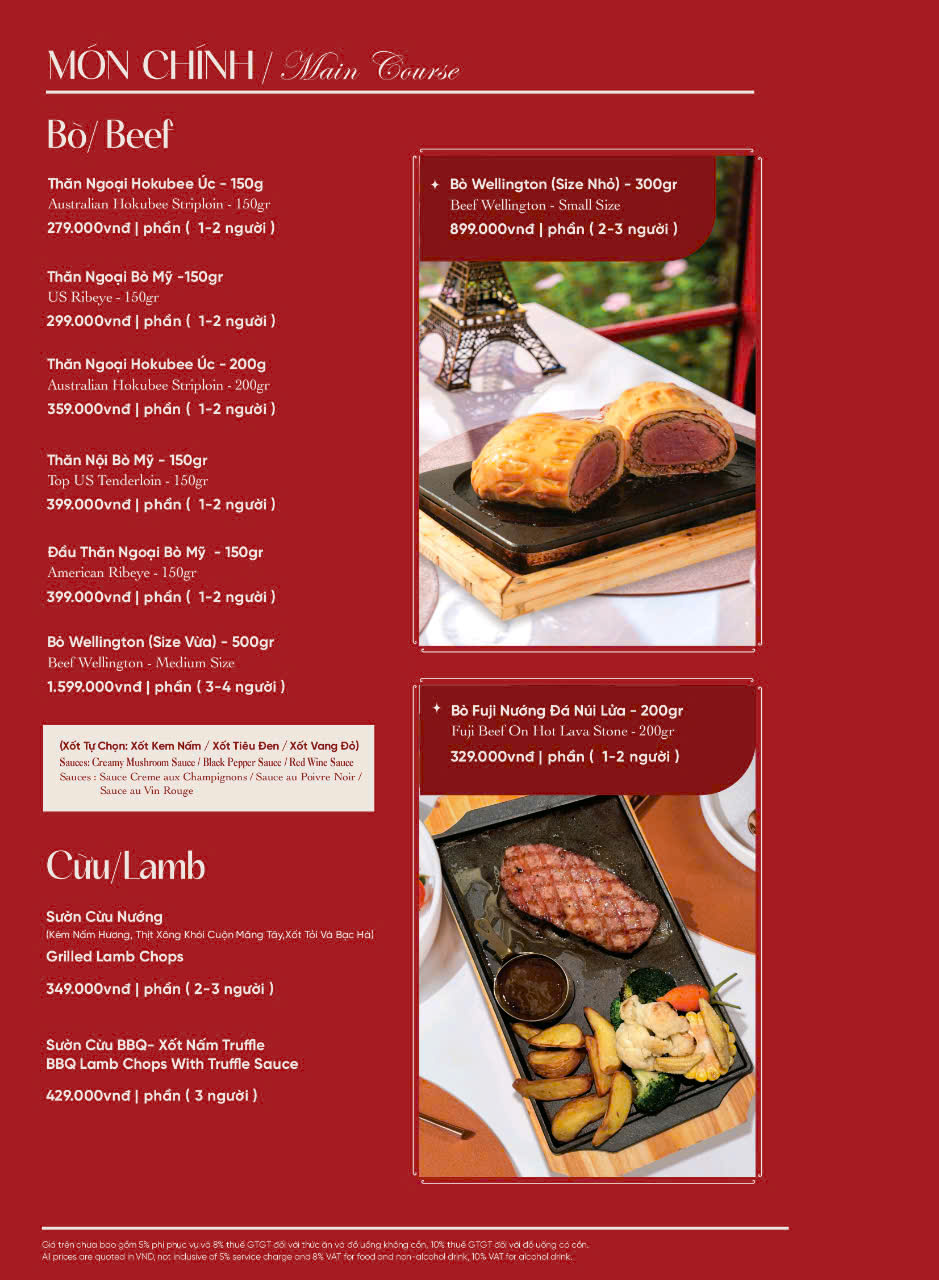 MÓN CHÍNH / Main Course
Bò/ Beef
Thăn Ngoại Hokubee Úc - 150g
Australian Hokubee Striploin - 150gr
279.000vnđ | phần ( 1-2 người )
Thăn Ngoại Bò Mỹ -150gr
US Ribeye - 150gr
299.000vnđ | phần ( 1-2 người )
Thăn Ngoại Hokubee Úc - 200g
Australian Hokubee Striploin - 200gr
359.000vnđ | phần ( 1-2 người )
Thăn Nội Bò Mỹ - 150gr
Top US Tenderloin - 150gr
399.000vnđ | phần ( 1-2 người )
Đầu Thăn Ngoại Bò Mỹ - 150gr
American Ribeye - 150gr
399.000vnđ | phần ( 1-2 người )
Bò Wellington (Size Vừa) - 500gr
Beef Wellington - Medium Size
1.599.000vnđ | phần ( 3-4 người )
(Xốt Tự Chọn: Xốt Kem Nấm / Xốt Tiêu Đen / Xốt Vang Đỏ)
Sauces: Creamy Mushroom Sauce / Black Pepper Sauce / Red Wine Sauce
Sauces : Sauce Creme aux Champignons / Sauce au Poivre Noir /
Sauce au Vin Rouge
Cừu/Lamb
Sườn Cừu Nướng
(Kèm Nấm Hương, Thịt Xông Khói Cuộn Măng Tây,Xốt Tỏi Và Bạc Hà)
Grilled Lamb Chops
349.000vnđ | phần ( 2-3 người )
Sườn Cừu BBQ- Xốt Nấm Truffle
BBQ Lamb Chops With Truffle Sauce
429.000vnđ | phần ( 3 người )
Bò Wellington (Size Nhỏ) - 300gr
Beef Wellington - Small Size
899.000vnđ | phần ( 2-3 người )
Bò Fuji Nướng Đá Núi Lửa - 200gr
Fuji Beef On Hot Lava Stone - 200gr
329.000vnđ | phần ( 1-2 người )
Giá trên chưa bao gồm 5% phí phục vụ và 8% thuế GTGT đối với thức ăn và đồ uống không cồn, 10% thuế GTGT đối với đồ uống có cồn.
All prices are quoted in VND, not inclusive of 5% service charge and 8% VAT for food and non-alcohol drink, 10% VAT for alcohol drink.